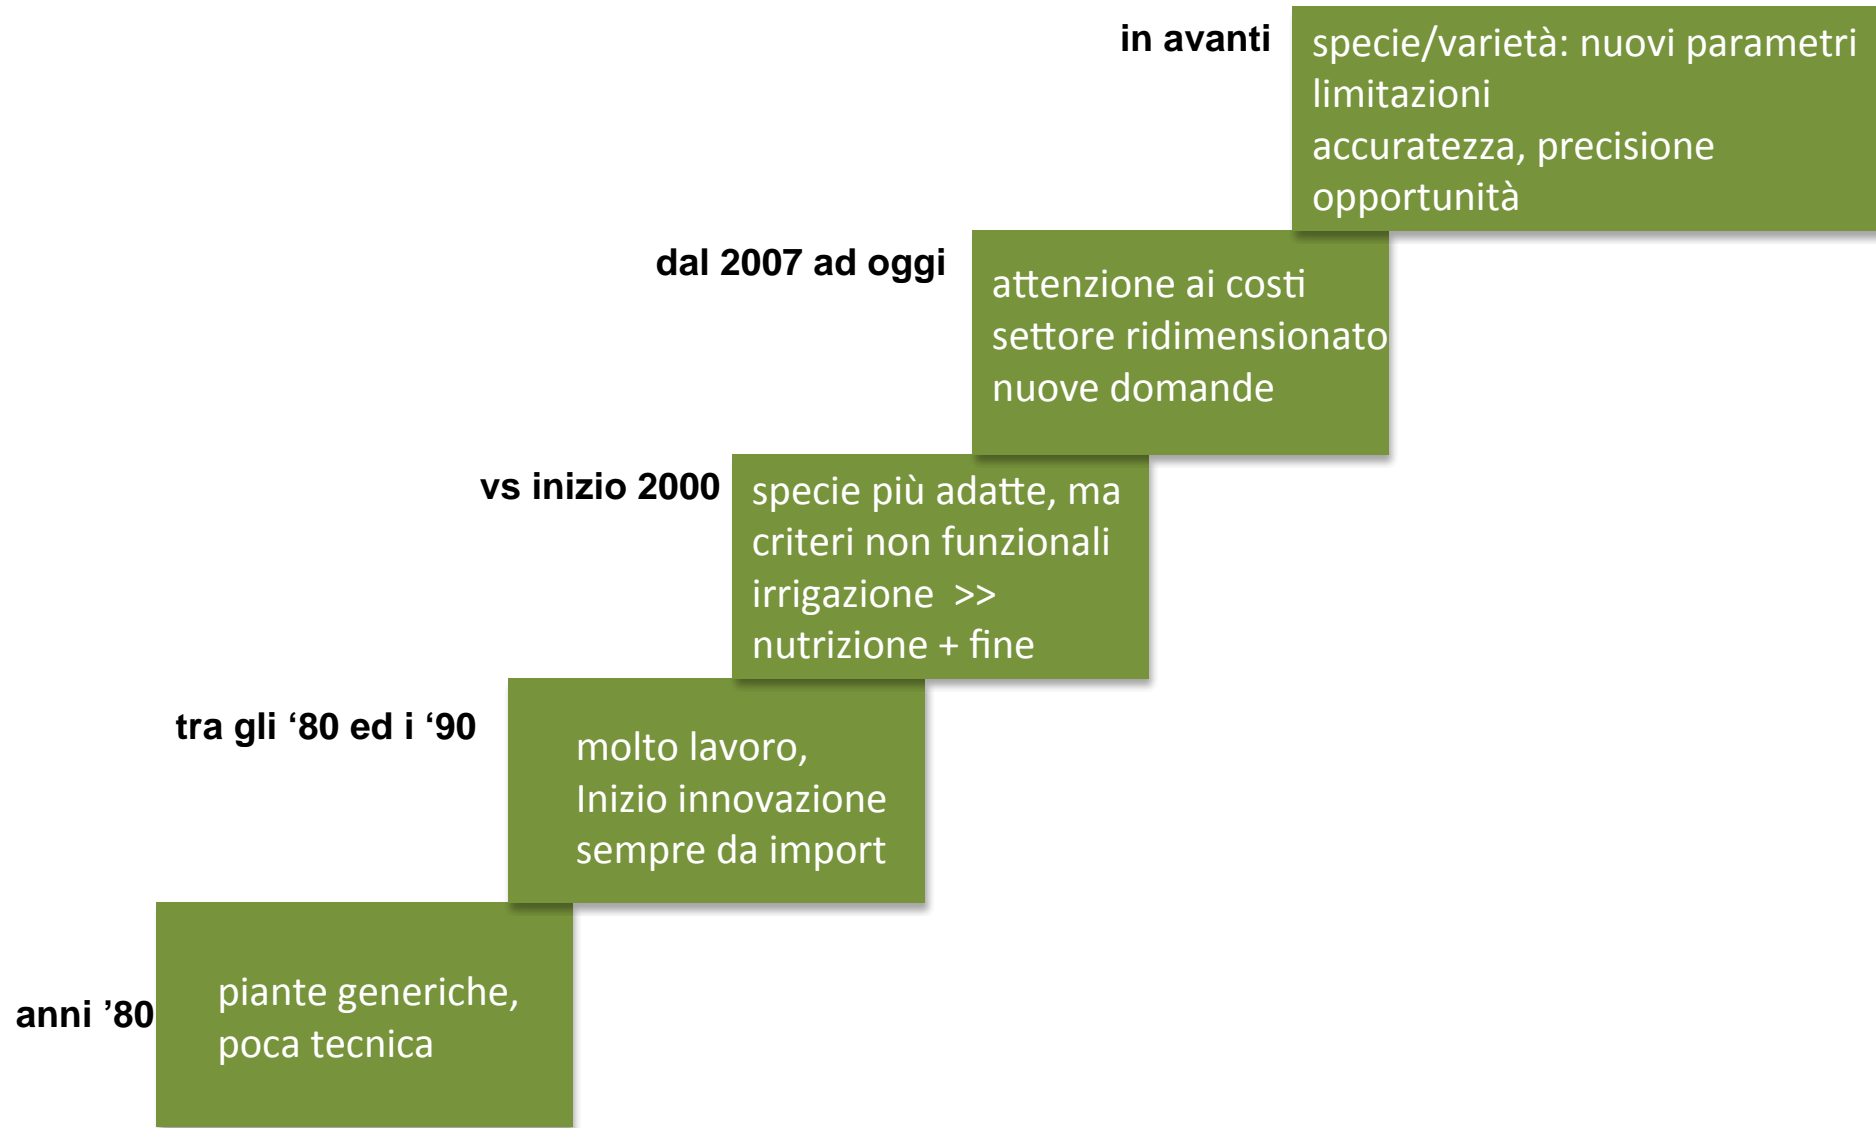 in avanti
specie/varietà: nuovi parametri
limitazioni
accuratezza, precisione
opportunità
dal 2007 ad oggi
attenzione ai costi
settore ridimensionato
nuove domande
vs inizio 2000
specie più adatte, ma
criteri non funzionali
irrigazione  >>
nutrizione + fine
tra gli ‘80 ed i ‘90
molto lavoro,
Inizio innovazione
sempre da import
anni ’80
piante generiche,
poca tecnica